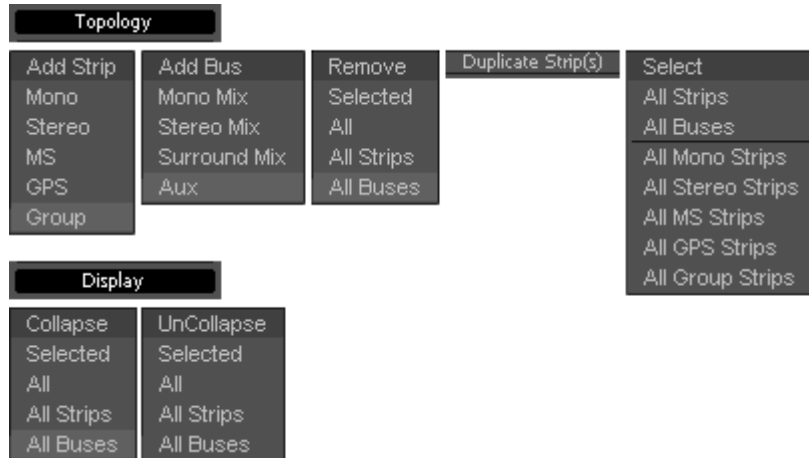 Topology
Add Strip
Mono
Stereo
MS
GPS
Group
Add Bus
Mono Mix
Stereo Mix
Surround Mix
Aux
Remove
Selected
All
All Strips
All Buses
Duplicate Strip(s)
Select
All Strips
All Buses
All Mono Strips
All Stereo Strips
All MS Strips
All GPS Strips
All Group Strips
Display
Collapse
Selected
All
All Strips
All Buses
UnCollapse
Selected
All
All Strips
All Buses